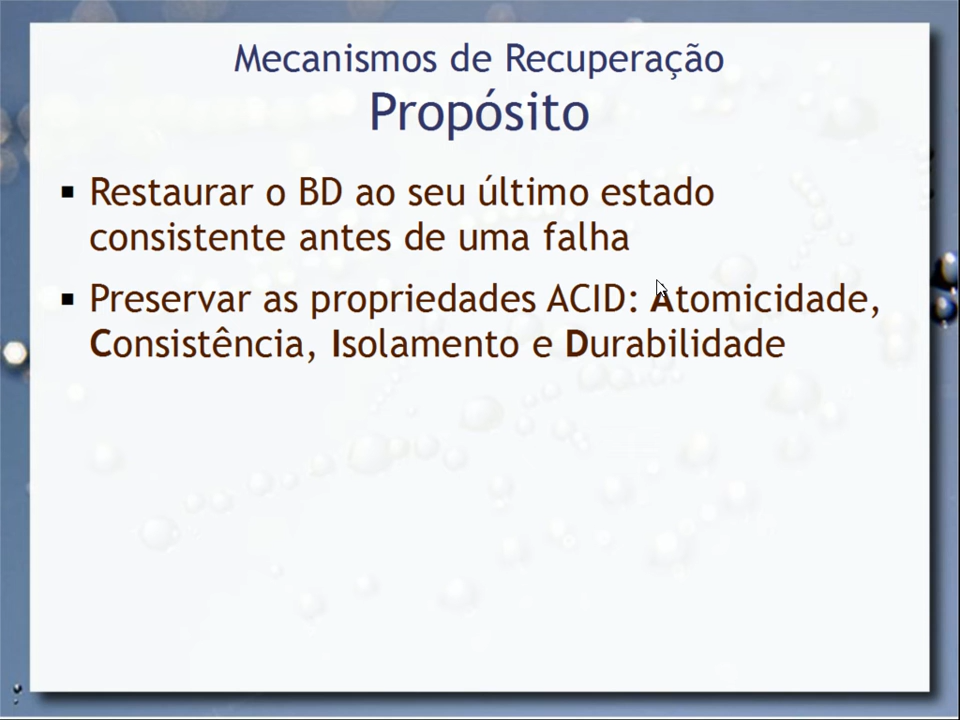 Mecanismos de Recuperação
Propósito
▪ Restaurar o BD ao seu último estado
consistente antes de uma falha
▪ Preservar as propriedades ACID: Atomicidade,
Consistência, Isolamento e Durabilidade